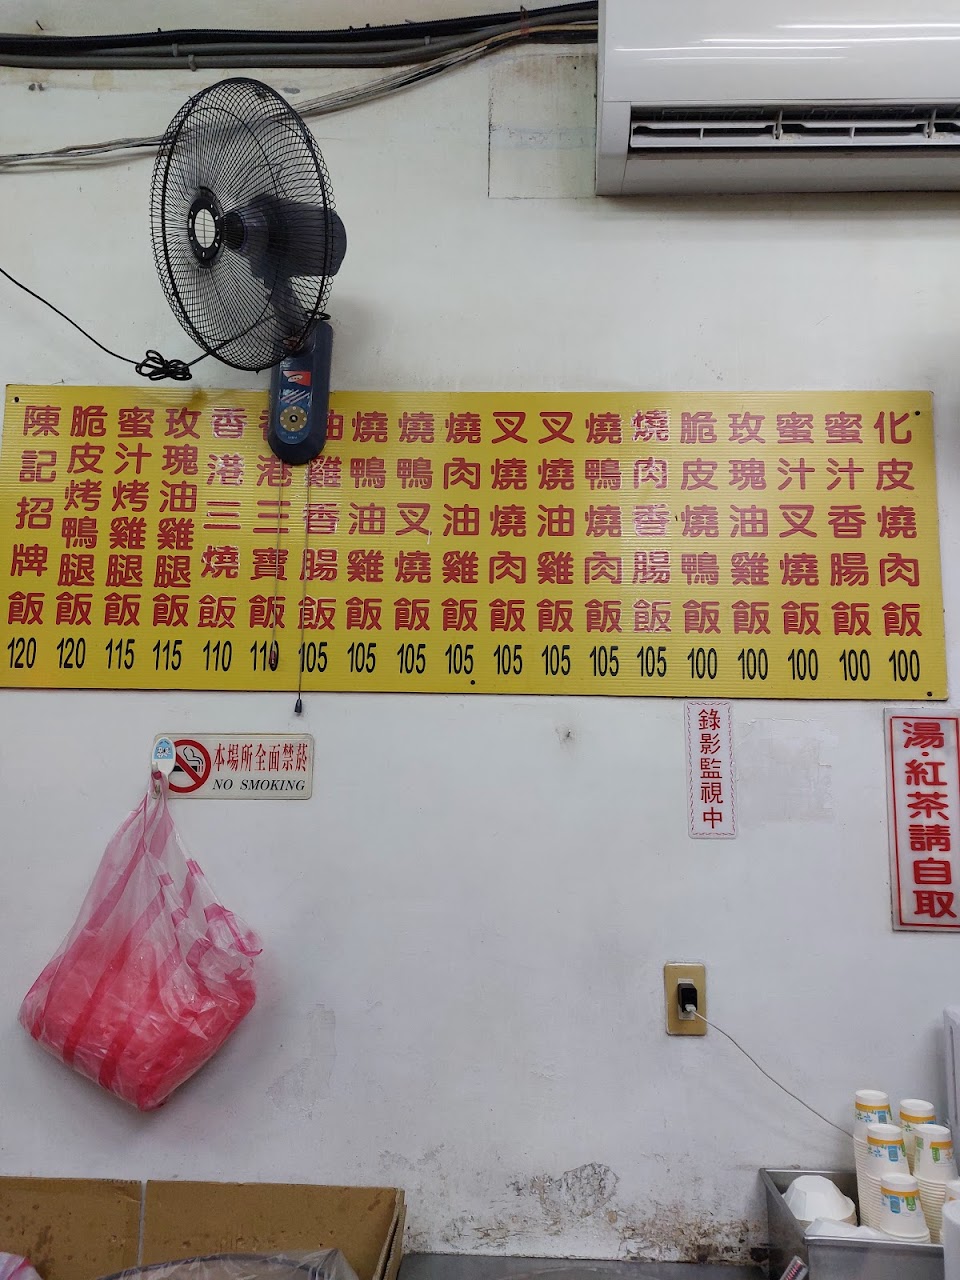 陳記招牌飯 120
脆皮烤鴨腿飯 120
蜜汁烤雞腿飯 115
玫瑰油雞腿飯 115
香港三燒飯 110
香港三寶飯 110
油雞香腸飯 105
燒鴨油雞飯 105
燒鴨叉燒飯 105
燒肉油雞飯 105
叉燒燒肉飯 105
叉燒油雞飯 105
燒鴨燒肉飯 105
燒肉香腸飯 105
脆皮燒鴨飯 100
玫瑰油雞飯 100
蜜汁叉燒飯 100
蜜汁香腸飯 100
化皮燒肉飯 100
本場所全面禁菸
NO SMOKING
錄影監視中
湯·紅茶請自取